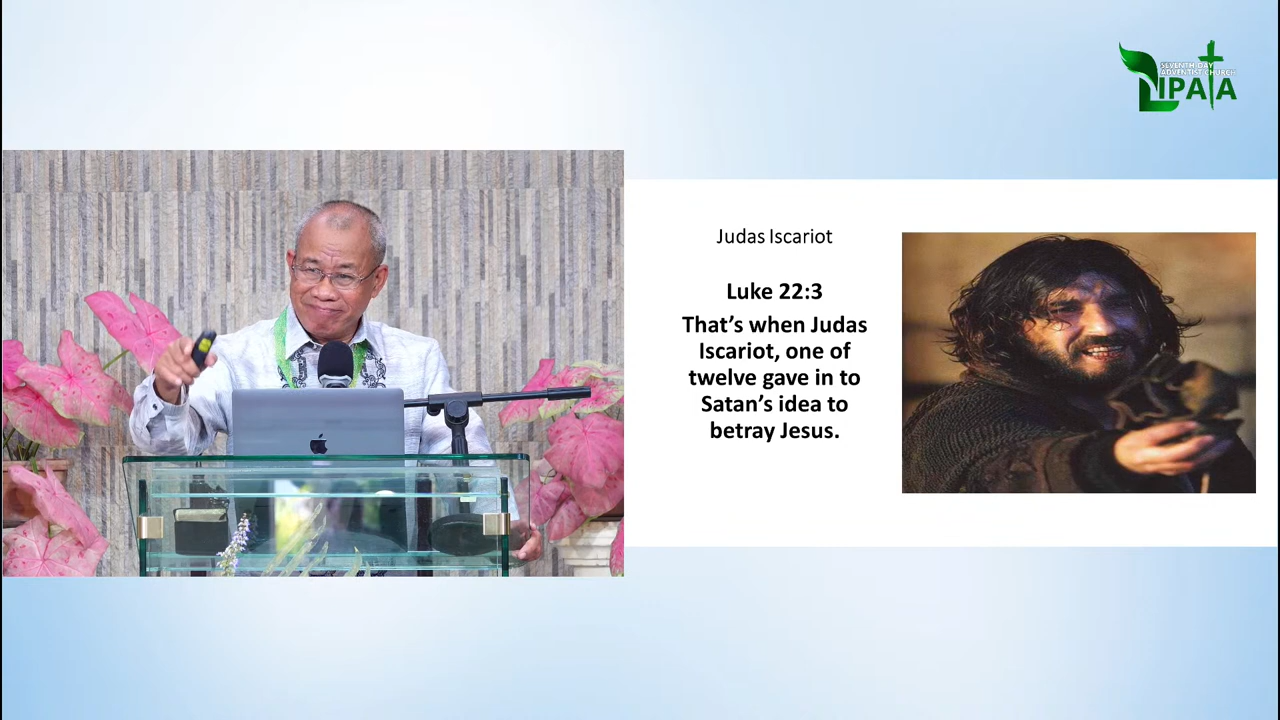 SEVENTH-DAY
ADVENTIST CHURCH
LIPATA
Judas Iscariot
Luke 22:3
That’s when Judas
Iscariot, one of
twelve gave in to
Satan’s idea to
betray Jesus.